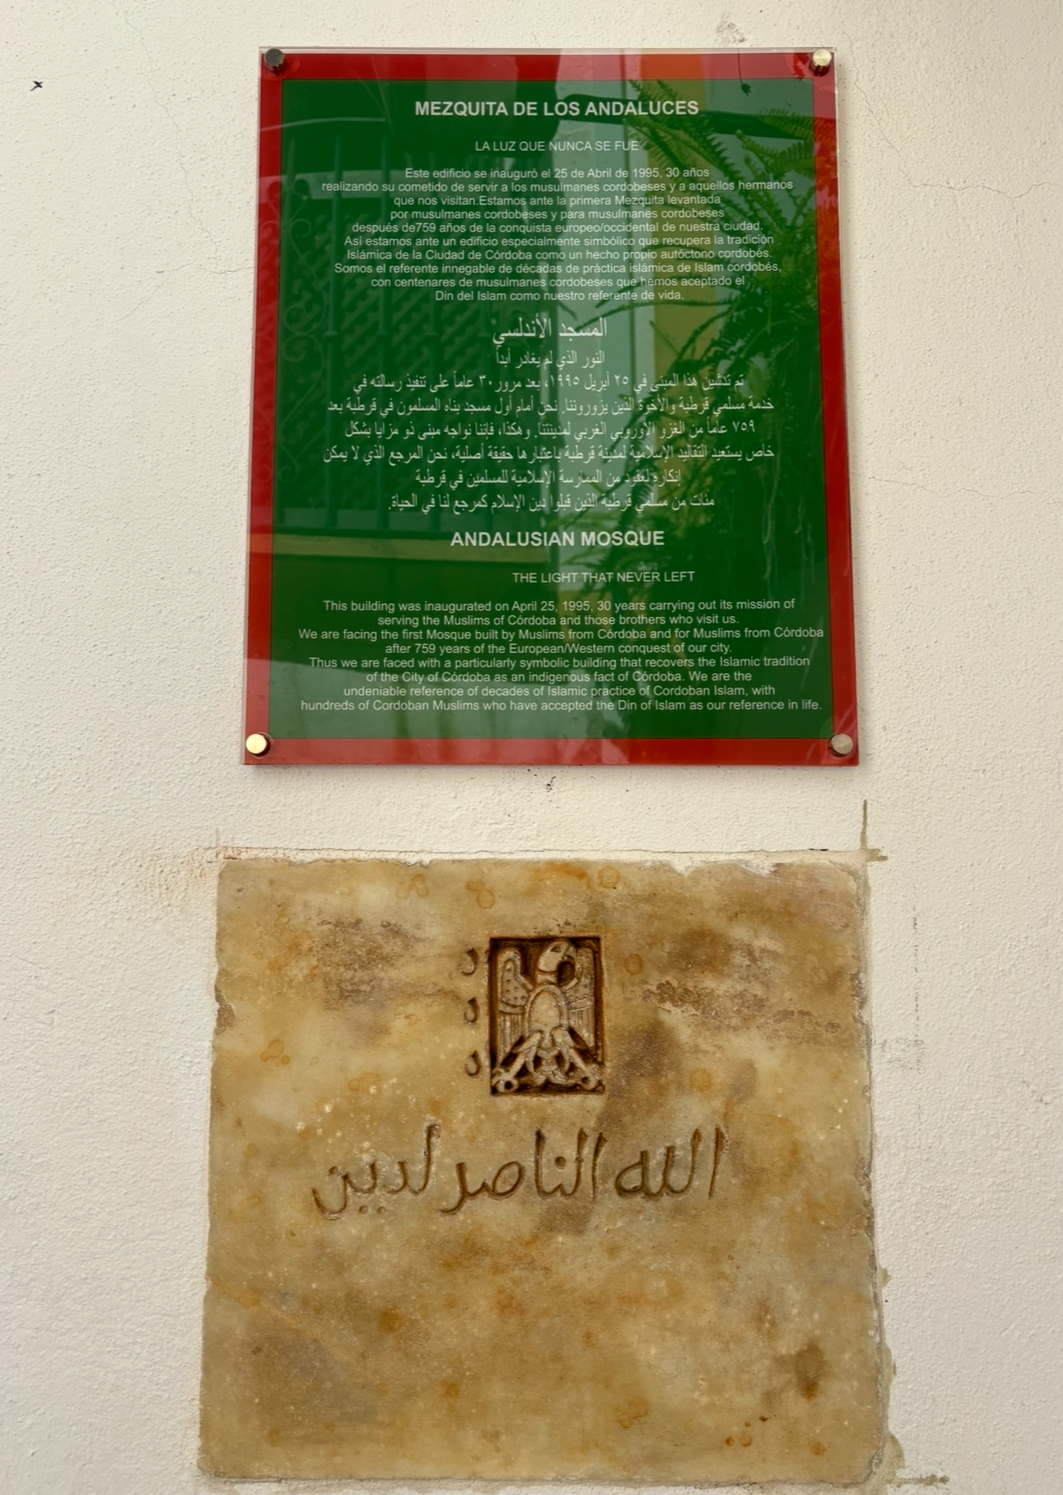 MEZQUITA DE LOS ANDALUCES
LA LUZ QUE NUNCA SE FUE
Este edificio se inauguró el 25 de Abril de 1995, 30 años
realizando su cometido de servir a los musulmanes cordobeses y a aquellos hermanos
que nos visitan.Estamos ante la primera Mezquita levantada
por musulmanes cordobeses y para musulmanes cordobeses
después de759 años de la conquista europeo/occidental de nuestra ciudad.
Así estamos ante un edificio especialmente simbólico que recupera la tradición
Islámica de la Ciudad de Córdoba como un hecho propio autóctono cordobés.
Somos el referente innegable de décadas de práctica islámica de Islam cordobés,
con centenares de musulmanes cordobeses que hemos aceptado el
Din del Islam como nuestro referente de vida.
المسجد الأندلسي
النور الذي لم يغادر أبدا
تم تدشين هذا المبنى في ٢٥ أبريل ١٩٩٥، بعد مرور٣٠ عاماً على تنفيذ رسالته في
خدمة مسلمي قرطبة والأخوة الذين يزوروننا. نحن أمام أول مسجد بناه المسلمون في قرطبة بعد
٧٥٩ عاماً من الغزو الأوروبي الغربي لمدينتنا. وهكذا، فإننا نواجه مبنى ذو مزايا بشكل
خاص يستعيد التقاليد الإسلامية لمدينة قرطبة باعتبارها حقيقة أصلية، نحن المرجع الذي لا يمكن
إنكاره لعقود من الممارسة الإسلامية للمسلمين في قرطبة
مئات من مسلمي قرطبة الذين قبلوا دين الإسلام كمرجع لنا في الحياة.
ANDALUSIAN MOSQUE
THE LIGHT THAT NEVER LEFT
This building was inaugurated on April 25, 1995, 30 years carrying out its mission of
serving the Muslims of Córdoba and those brothers who visit us.
We are facing the first Mosque built by Muslims from Córdoba and for Muslims from Córdoba
after 759 years of the European/Western conquest of our city.
Thus we are faced with a particularly symbolic building that recovers the Islamic tradition
of the City of Córdoba as an indigenous fact of Córdoba. We are the
undeniable reference of decades of Islamic practice of Cordoban Islam, with
hundreds of Cordoban Muslims who have accepted the Din of Islam as our reference in life.
الله الناصر لدين